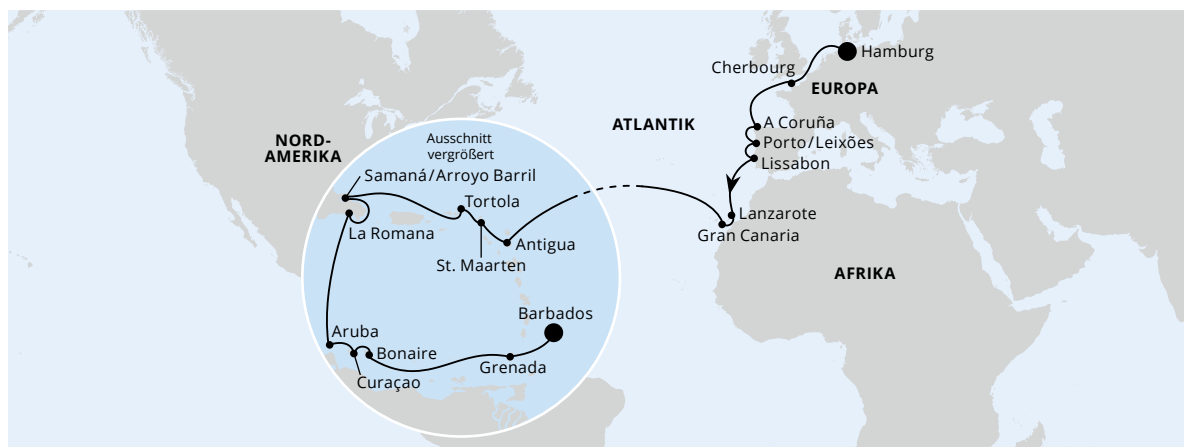 Hamburg
Cherbourg
EUROPA
A Coruña
ATLANTIK
Porto/Leixões
Lissabon
NORD-
AMERIKA
Ausschnitt
vergrößert
Samaná/Arroyo Barril
Tortola
La Romana
St. Maarten
Antigua
Lanzarote
Gran Canaria
AFRIKA
Barbados
Aruba
Bonaire
Curaçao
Grenada